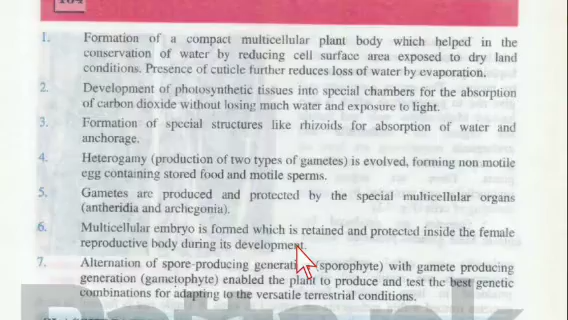 1. Formation of a compact multicellular plant body which helped in the
conservation of water by reducing cell surface area exposed to dry land
conditions. Presence of cuticle further reduces loss of water by evaporation.
2. Development of photosynthetic tissues into special chambers for the absorption
of carbon dioxide without losing much water and exposure to light.
3. Formation of special structures like rhizoids for absorption of water and
anchorage.
4. Heterogamy (production of two types of gametes) is evolved, forming non motile
egg containing stored food and motile sperms.
5. Gametes are produced and protected by the special multicellular organs
(antheridia and archegonia).
6. Multicellular embryo is formed which is retained and protected inside the female
reproductive body during its development.
7. Alternation of spore-producing generation (sporophyte) with gamete producing
generation (gametophyte) enabled the plant to produce and test the best genetic
combinations for adapting to the versatile terrestrial conditions.